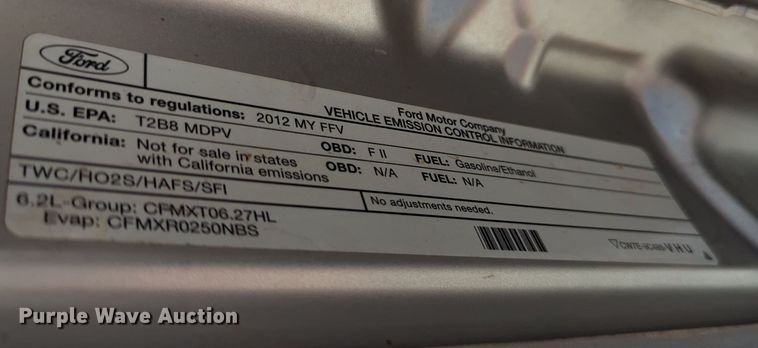 Ford
Ford Motor Company
VEHICLE EMISSION CONTROL INFORMATION
Conforms to regulations: 2012 MY FFV
U.S. EPA: T2B8 MDPV OBD: F II FUEL: Gasoline/Ethanol
California: Not for sale in states with California emissions OBD: N/A FUEL: N/A
TWC/HO2S/HAFS/SFI
No adjustments needed.
6.2L-Group: CFMXT06.27HL
Evap: CFMXR0250NBS
VHU
Purple Wave Auction